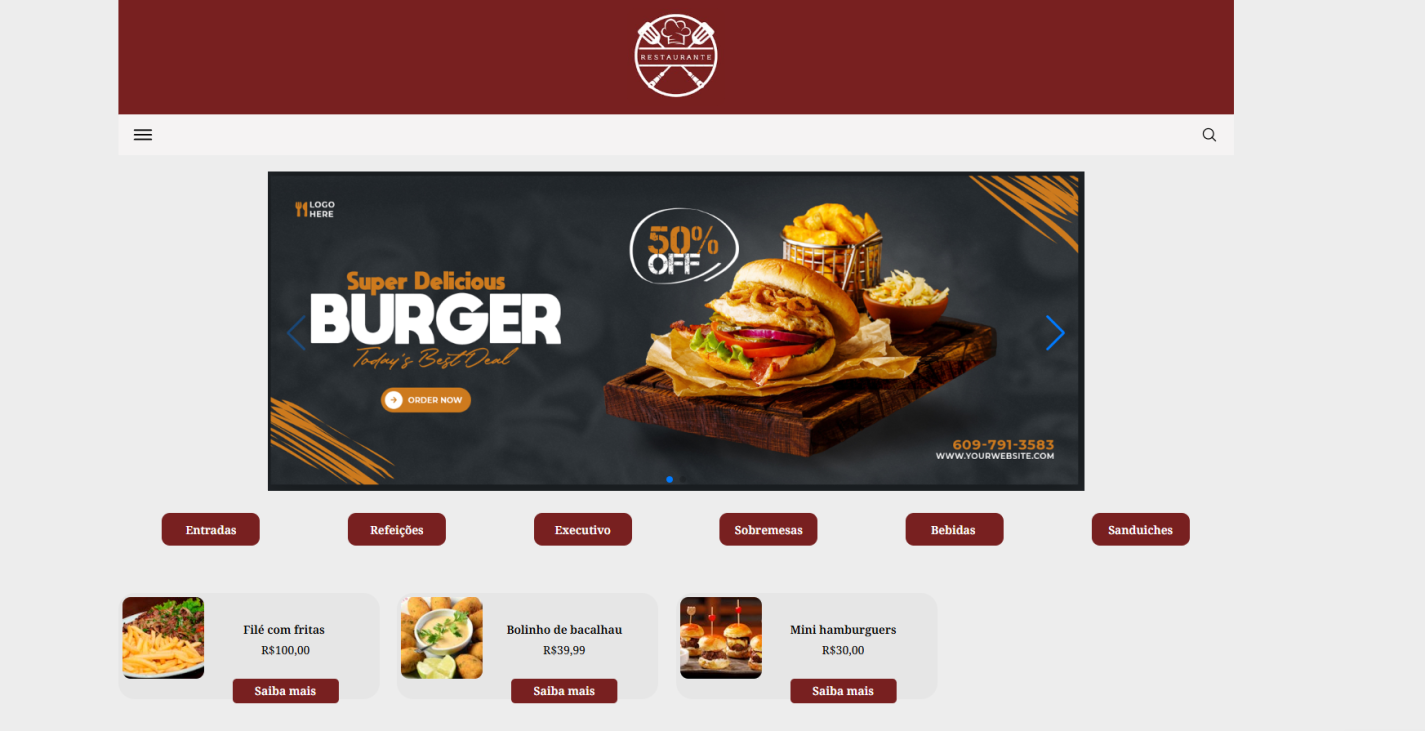 RESTAURANTE
LOGO
HERE
50%
OFF
Super Delicious
BURGER
Today's Best Deal
ORDER NOW
609-791-3583
WWW.YOURWEBSITE.COM
Entradas
Refeições
Executivo
Sobremesas
Bebidas
Sanduiches
Filé com fritas
R$100,00
Saiba mais
Bolinho de bacalhau
R$39,99
Saiba mais
Mini hamburguers
R$30,00
Saiba mais